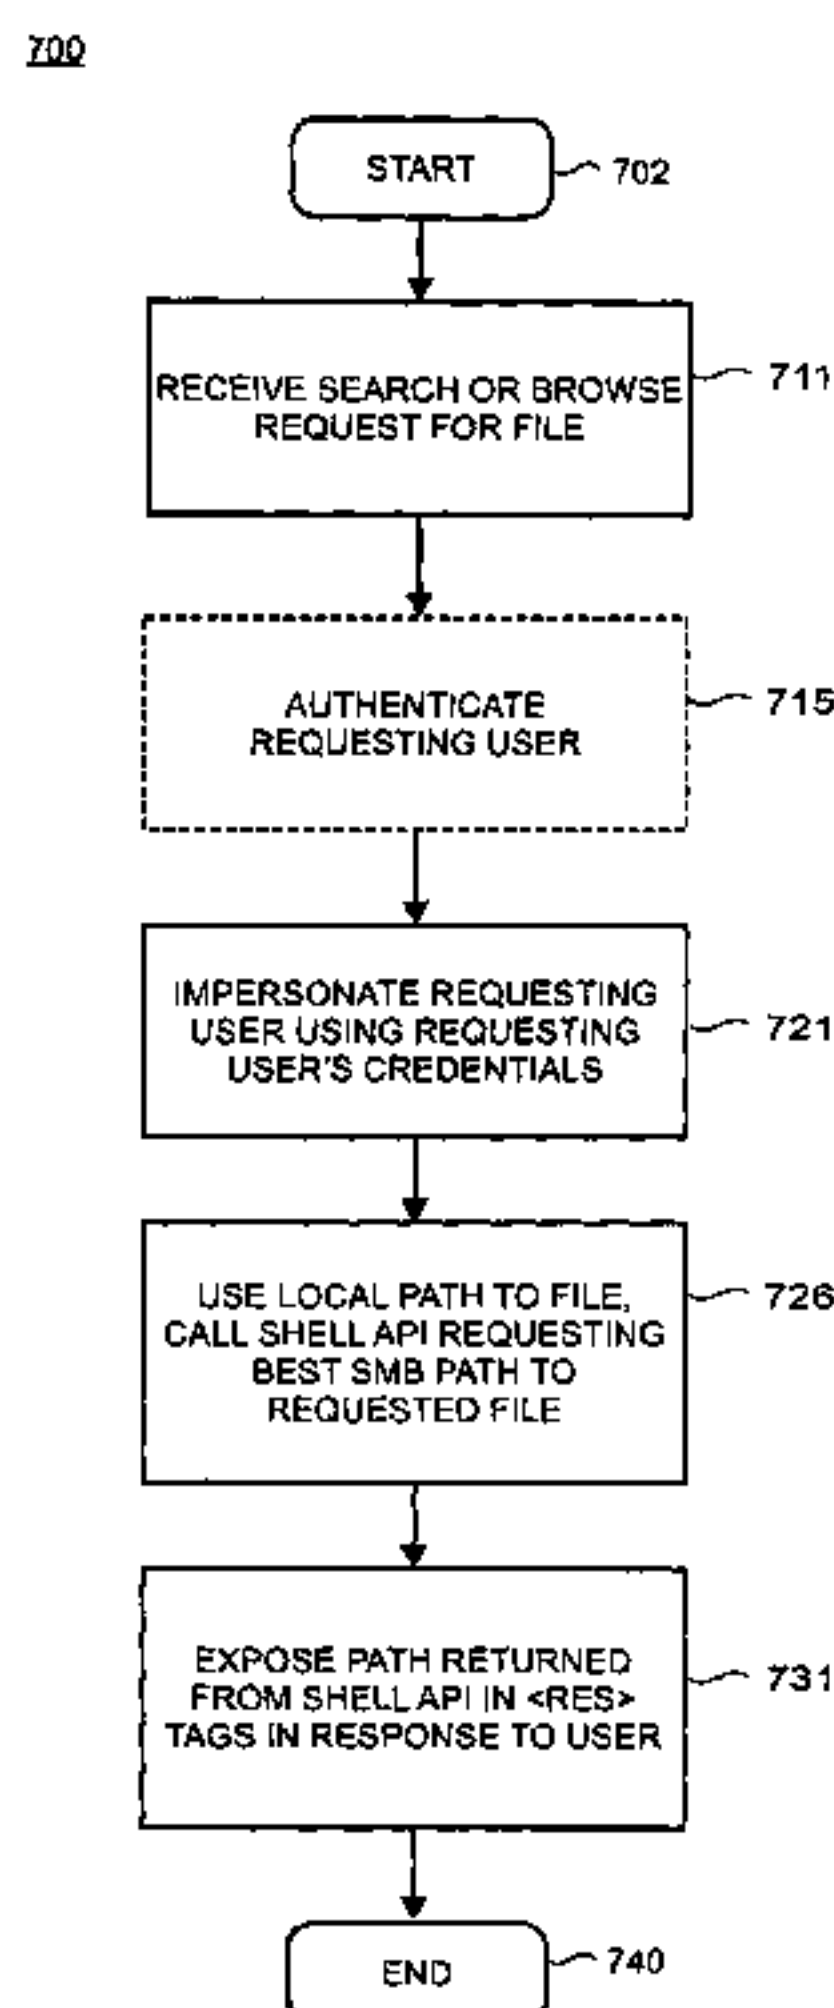 700
START
702
RECEIVE SEARCH OR BROWSE
REQUEST FOR FILE
711
AUTHENTICATE
REQUESTING USER
715
IMPERSONATE REQUESTING
USER USING REQUESTING
USER'S CREDENTIALS
721
USE LOCAL PATH TO FILE,
CALL SHELL API REQUESTING
BEST SMB PATH TO
REQUESTED FILE
726
EXPOSE PATH RETURNED
FROM SHELL API IN <RES>
TAGS IN RESPONSE TO USER
731
END
740